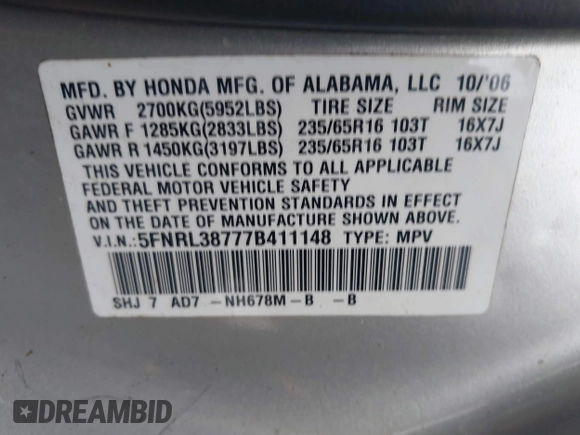 MFD. BY HONDA MFG. OF ALABAMA, LLC 10/'06
GVWR 2700KG(5952LBS) TIRE SIZE RIM SIZE
GAWR F 1285KG(2833LBS) 235/65R16 103T 16X7J
GAWR R 1450KG(3197LBS) 235/65R16 103T 16X7J
THIS VEHICLE CONFORMS TO ALL APPLICABLE
FEDERAL MOTOR VEHICLE SAFETY
AND THEFT PREVENTION STANDARDS IN EFFECT
ON THE DATE OF MANUFACTURE SHOWN ABOVE.
V.I.N.:5FNRL38777B411148 TYPE: MPV
SHJ 7 AD7 -NH678M-B -B
DREAMBID